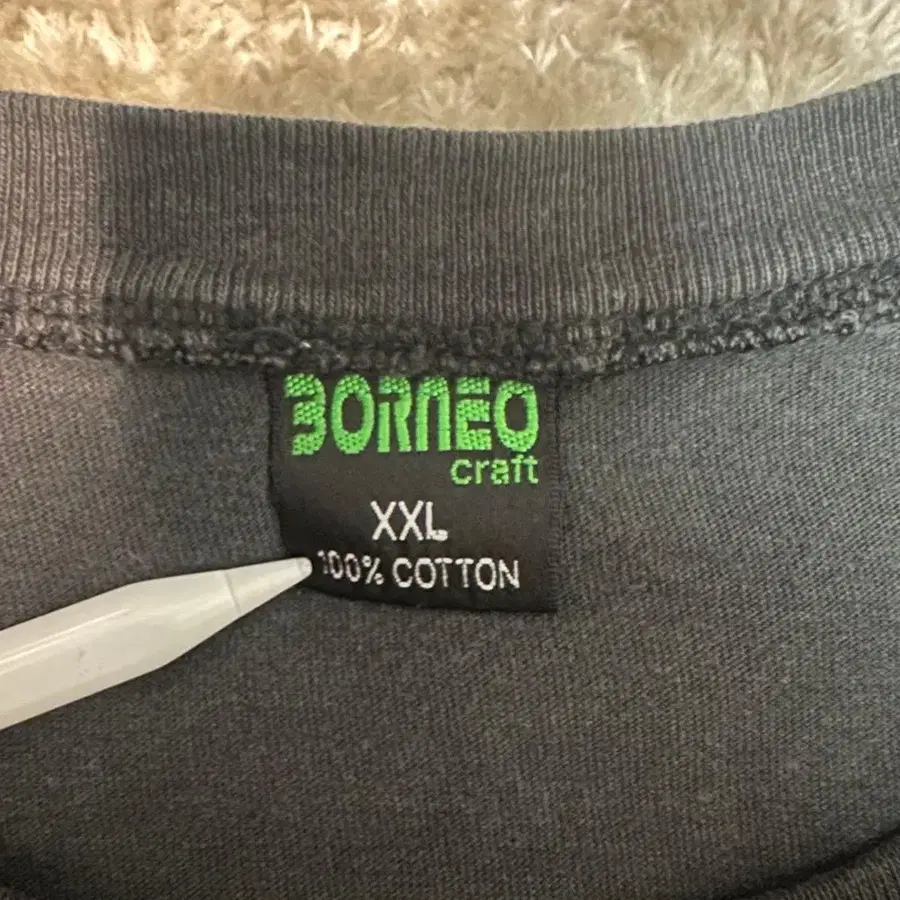 BORNEO
craft
XXL
100% COTTON